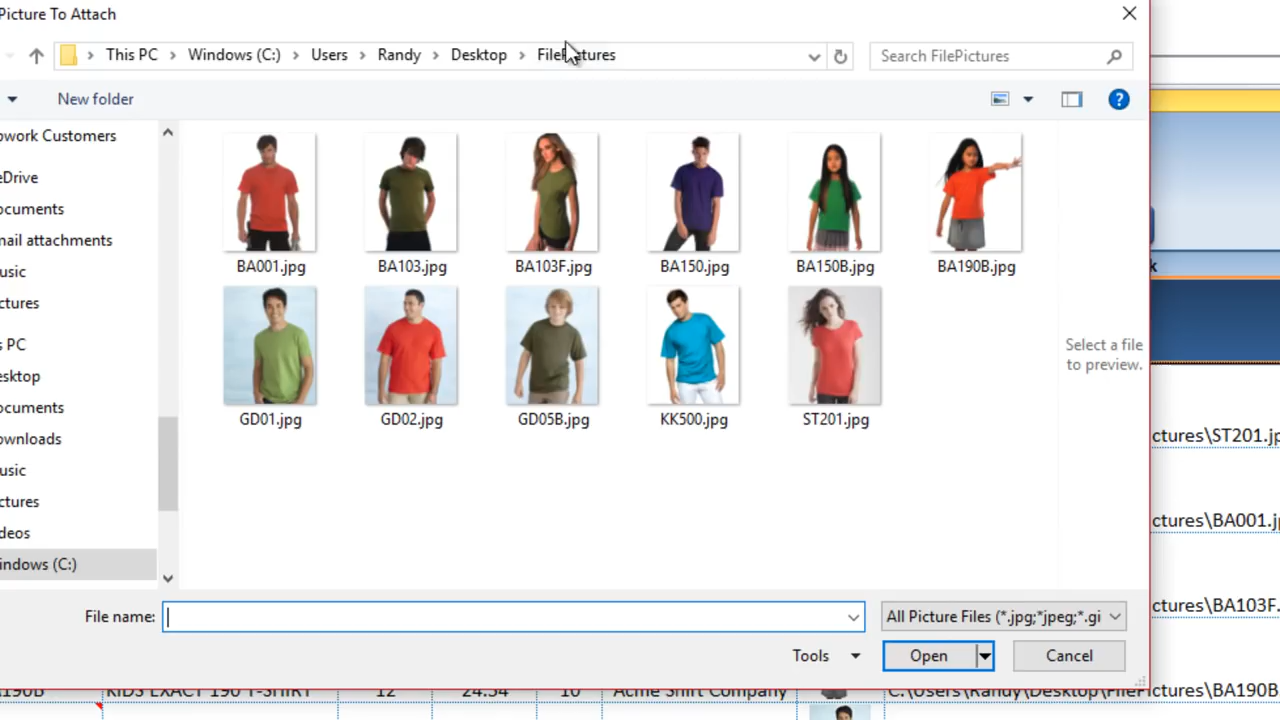 Picture To Attach
This PC > Windows (C:) > Users > Randy > Desktop > FilePictures
Search FilePictures
New folder
pwork Customers
eDrive
ocuments
mail attachments
usic
ctures
s PC
esktop
ocuments
ownloads
usic
ctures
deos
indows (C:)
BA001.jpg BA103.jpg BA103F.jpg BA150.jpg BA150B.jpg BA190B.jpg
GD01.jpg GD02.jpg GD05B.jpg KK500.jpg ST201.jpg
Select a file
to preview.
k
ctures\ST201.jp
ctures\BA001.j
ctures\BA103F.
File name:
All Picture Files (*.jpg;*jpeg;*.gi
Tools
Open
Cancel
190B KIDS EXACT 190 T-SHIRT 12 24.54 10 Acme Shirt Company C:\Users\Randy\Desktop\FilePictures\BA190B